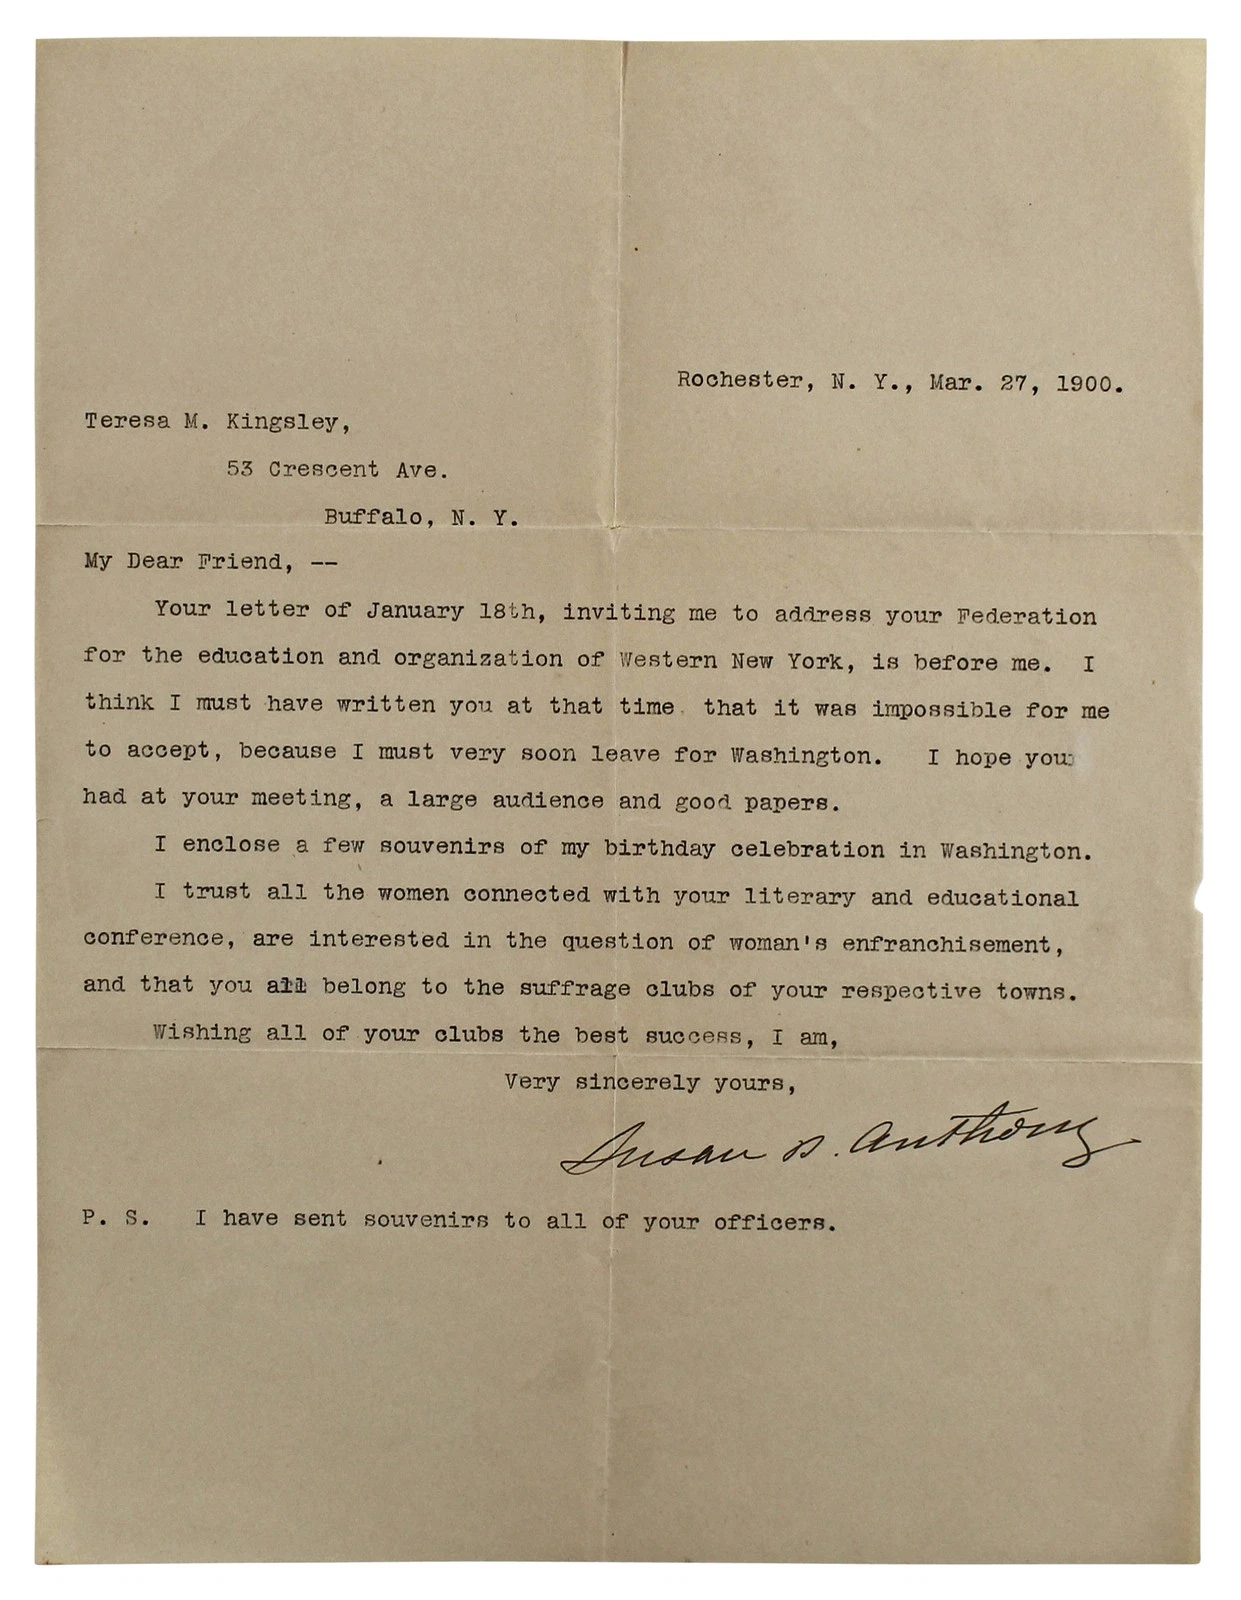 Rochester, N. Y., Mar. 27, 1900.
Teresa M. Kingsley,
53 Crescent Ave.
Buffalo, N. Y.
My Dear Friend, --
Your letter of January 18th, inviting me to address your Federation
for the education and organization of Western New York, is before me. I
think I must have written you at that time that it was impossible for me
to accept, because I must very soon leave for Washington. I hope you
had at your meeting, a large audience and good papers.
I enclose a few souvenirs of my birthday celebration in Washington.
I trust all the women connected with your literary and educational
conference, are interested in the question of woman's enfranchisement,
and that you all belong to the suffrage clubs of your respective towns.
Wishing all of your clubs the best success, I am,
Very sincerely yours,
Susan B. Anthony
P. S. I have sent souvenirs to all of your officers.